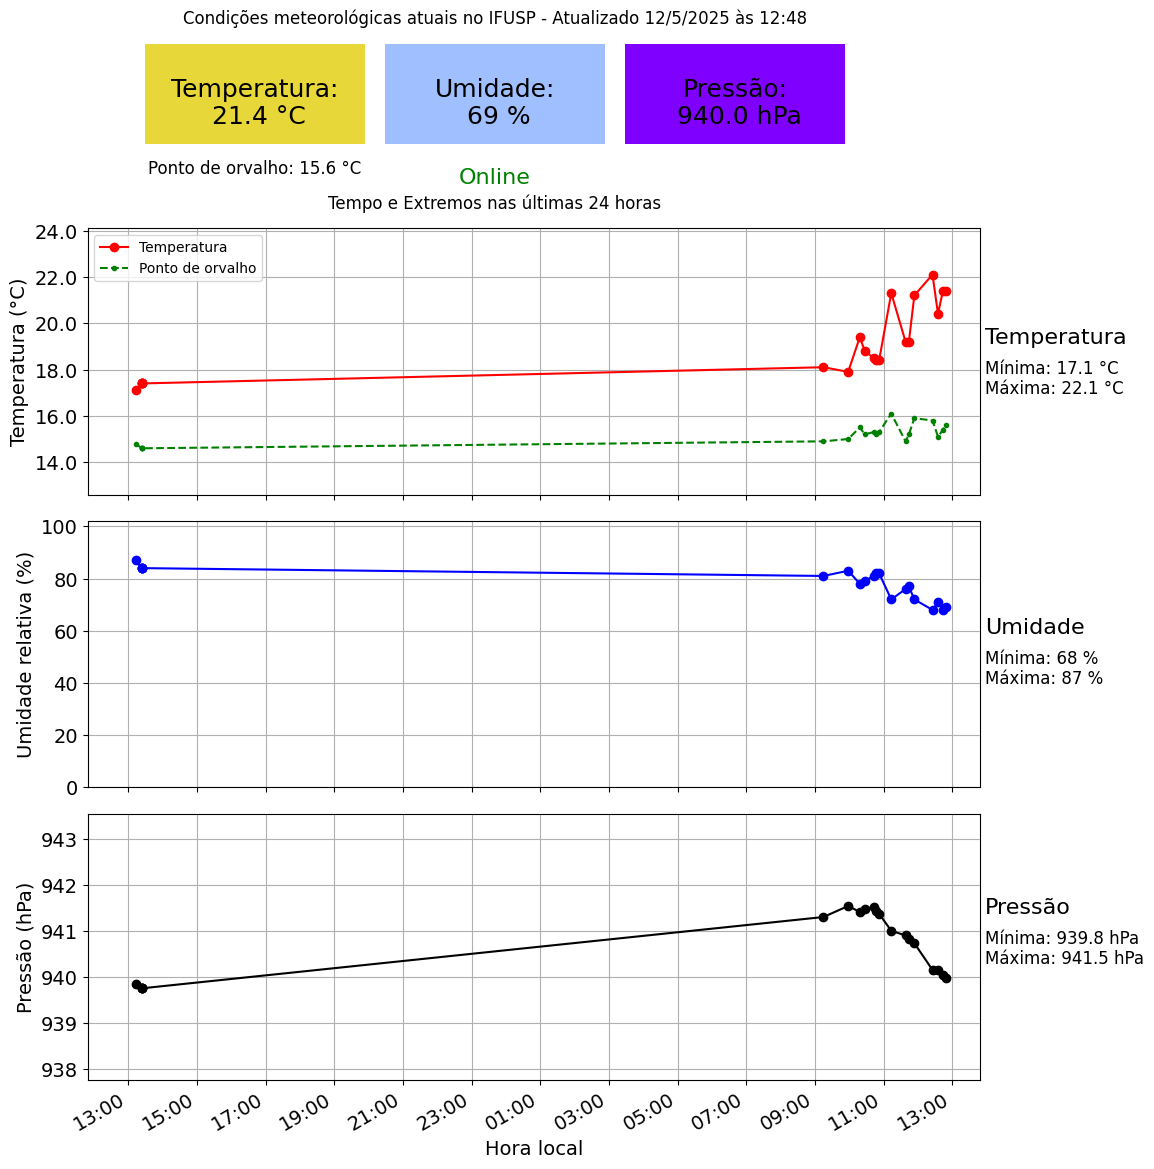 Condições meteorológicas atuais no IFUSP - Atualizado 12/5/2025 às 12:48
Temperatura:
21.4 °C
Umidade:
69 %
Pressão:
940.0 hPa
Ponto de orvalho: 15.6 °C
Online
Tempo e Extremos nas últimas 24 horas
Temperatura (°C)
24.0
22.0
20.0
18.0
16.0
14.0
Temperatura
Ponto de orvalho
Temperatura
Mínima: 17.1 °C
Máxima: 22.1 °C
Umidade relativa (%)
100
80
60
40
20
0
Umidade
Mínima: 68 %
Máxima: 87 %
Pressão (hPa)
943
942
941
940
939
938
Pressão
Mínima: 939.8 hPa
Máxima: 941.5 hPa
13:00 15:00 17:00 19:00 21:00 23:00 01:00 03:00 05:00 07:00 09:00 11:00 13:00
Hora local